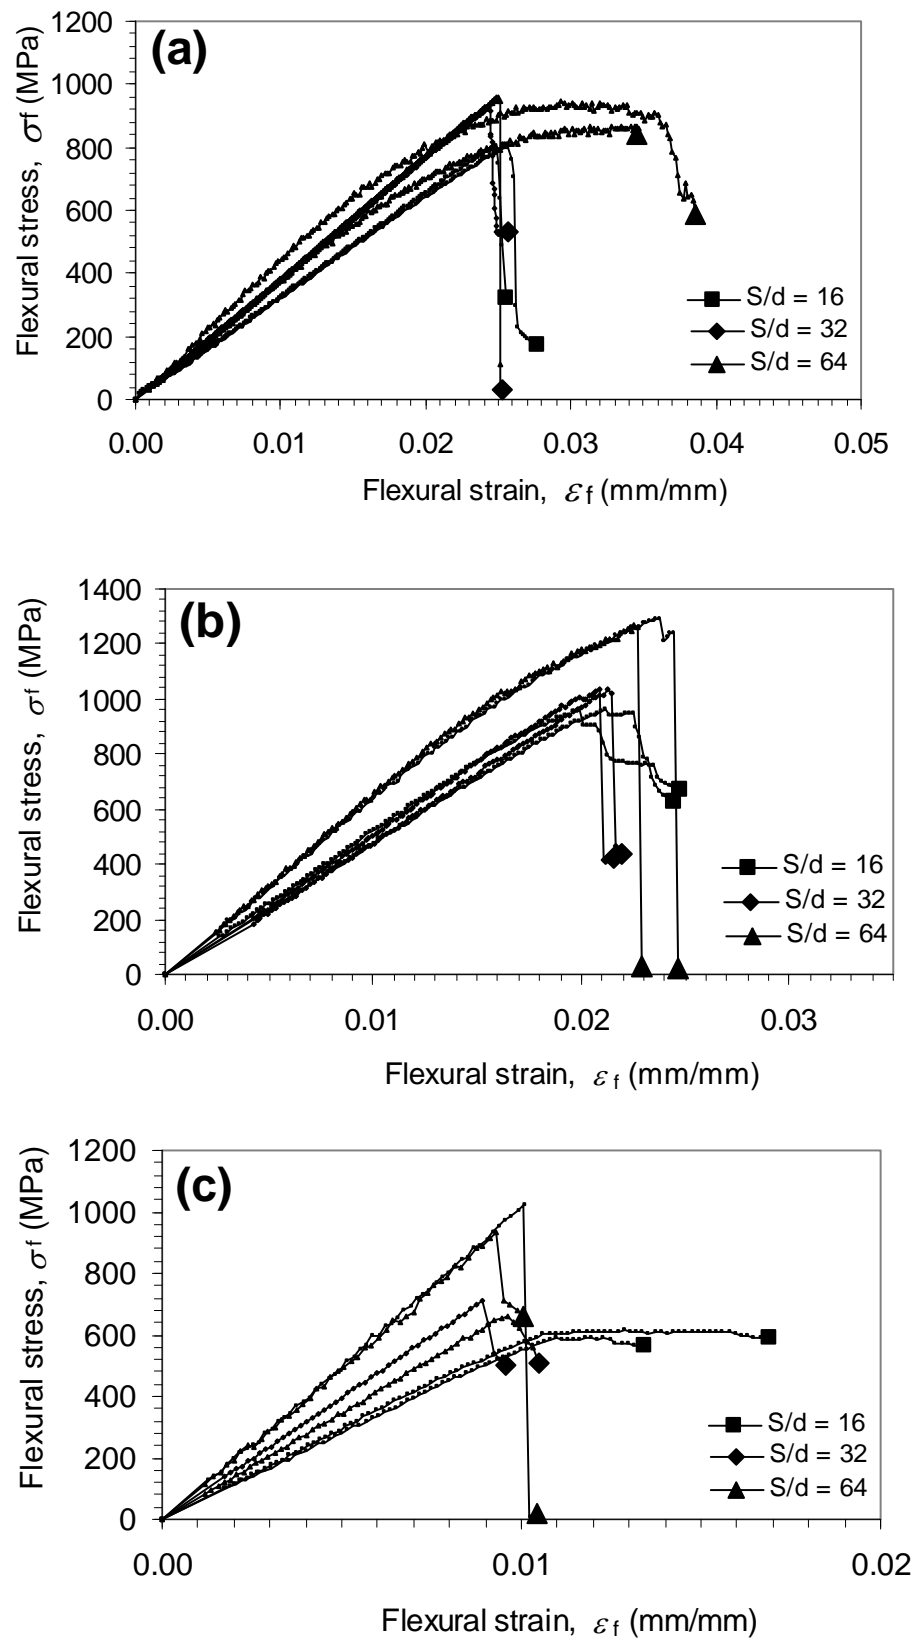 (a)
Flexural stress, σf (MPa)
1200
1000
800
600
400
200
0
S/d = 16
S/d = 32
S/d = 64
0.00 0.01 0.02 0.03 0.04 0.05
Flexural strain, εf (mm/mm)
(b)
Flexural stress, σf (MPa)
1400
1200
1000
800
600
400
200
0
S/d = 16
S/d = 32
S/d = 64
0.00 0.01 0.02 0.03
Flexural strain, εf (mm/mm)
(c)
Flexural stress, σf (MPa)
1200
1000
800
600
400
200
0
S/d = 16
S/d = 32
S/d = 64
0.00 0.01 0.02
Flexural strain, εf (mm/mm)